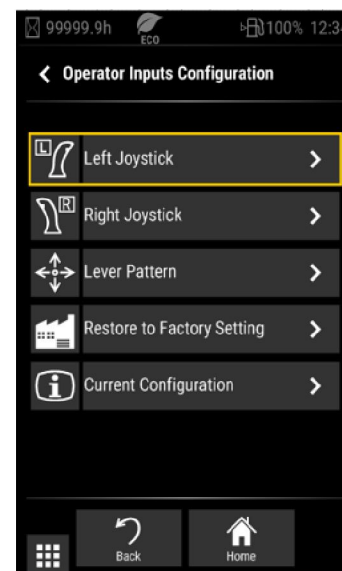 99999.9h ECO 100% 12:3
Operator Inputs Configuration
L Left Joystick
R Right Joystick
Lever Pattern
Restore to Factory Setting
i Current Configuration
Back Home